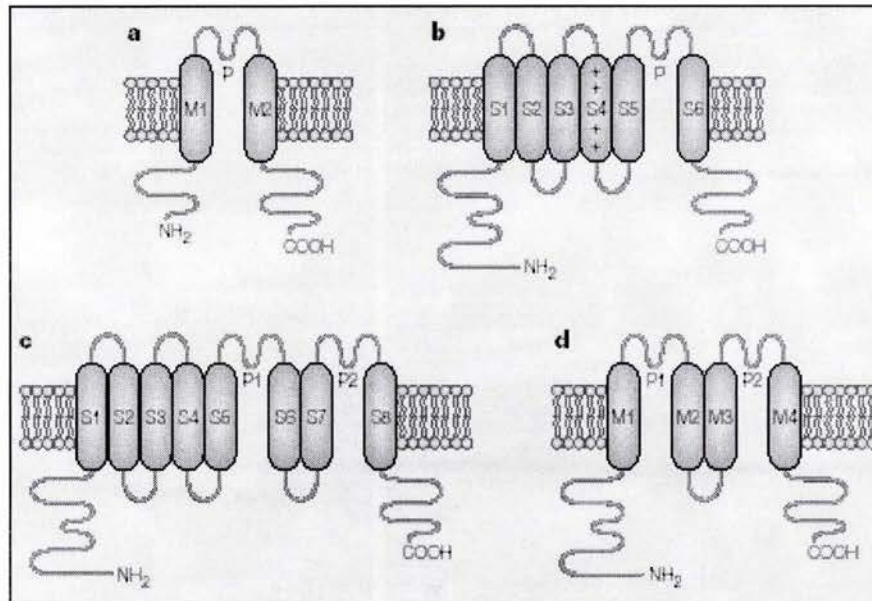 a
b
P
P
M1
M2
S1
S2
S3
S4
S5
S6
+
+
+
+
NH2
COOH
COOH
NH2
c
d
P1
P2
P1
P2
S1
S2
S3
S4
S5
S6
S7
S8
M1
M2
M3
M4
NH2
COOH
NH2
COOH